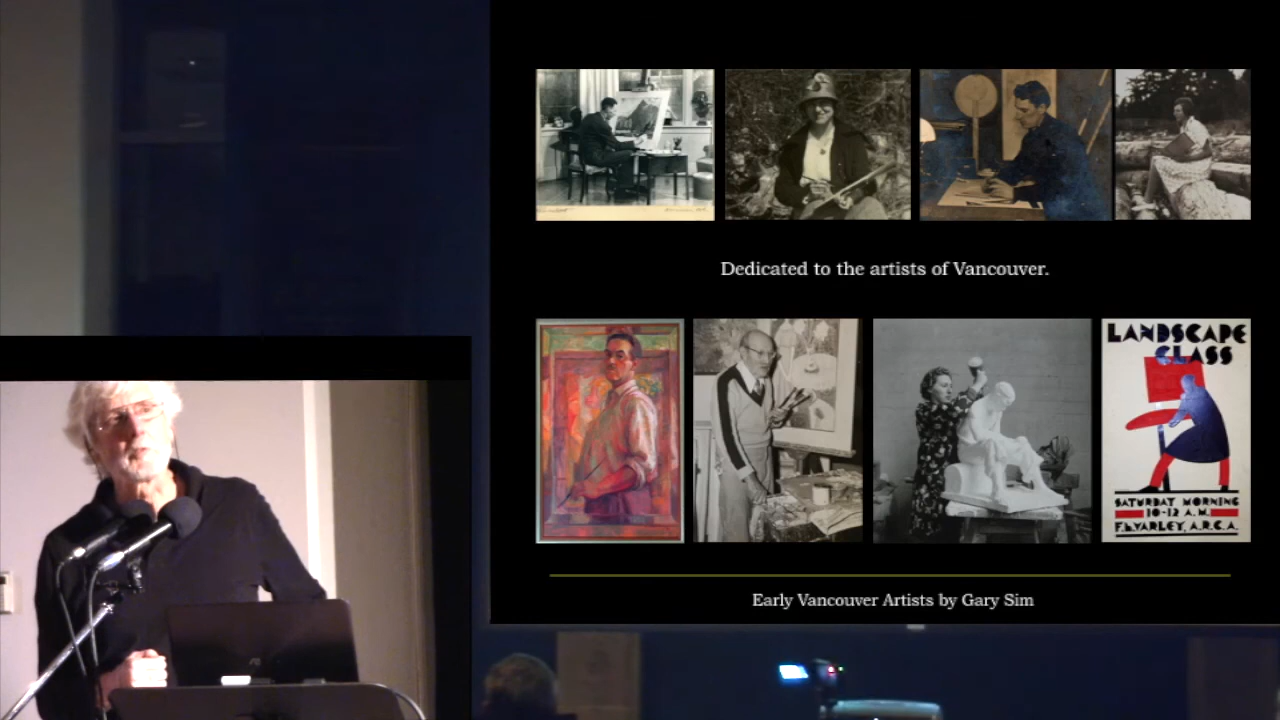 Dedicated to the artists of Vancouver.
LANDSCAPE
CLASS
SATURDAY MORNING
10-12 A.M.
F.H.VARLEY, A.R.C.A.
Early Vancouver Artists by Gary Sim